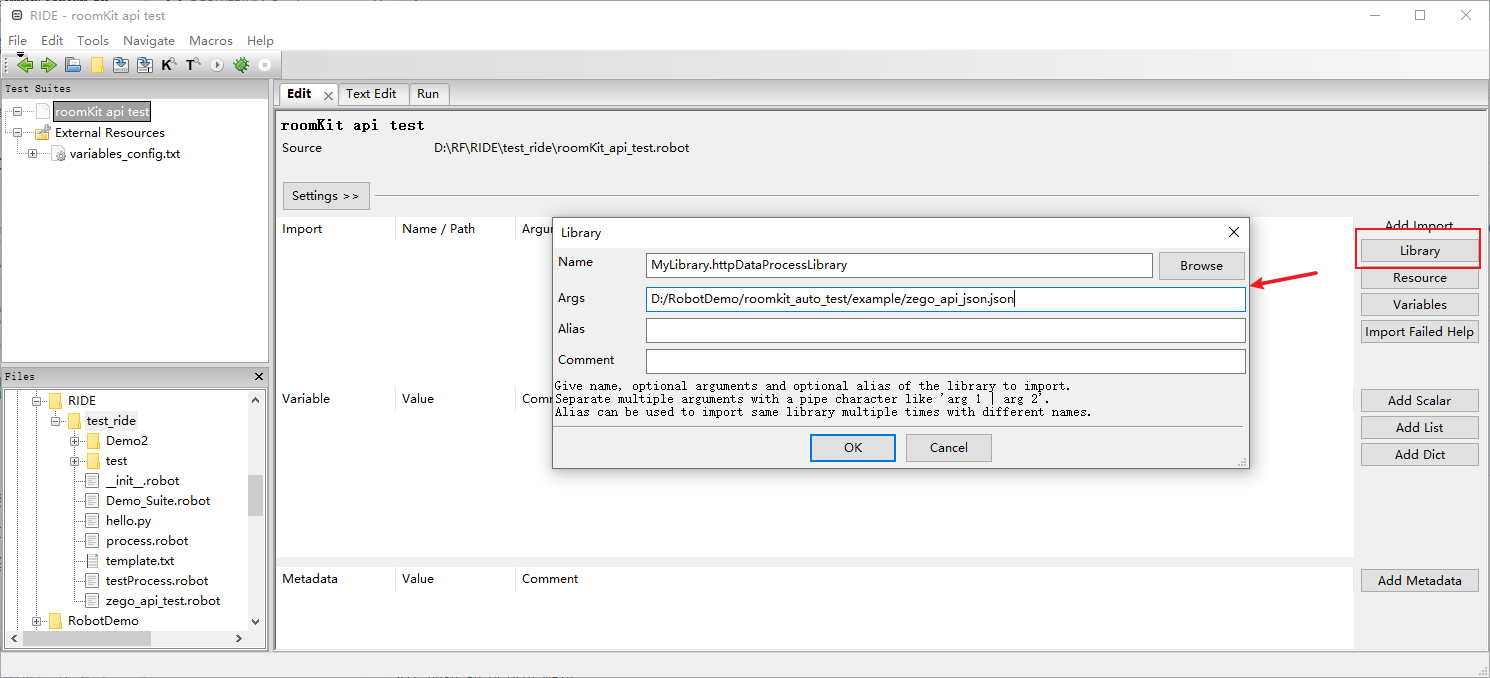 RIDE - roomKit api test
File Edit Tools Navigate Macros Help
Test Suites
roomKit api test
External Resources
variables_config.txt
Files
RIDE
test_ride
Demo2
test
__init__.robot
Demo_Suite.robot
hello.py
process.robot
template.txt
testProcess.robot
zego_api_test.robot
RobotDemo
Edit Text Edit Run
roomKit api test
Source D:\RF\RIDE\test_ride\roomKit_api_test.robot
Settings >>
Import Name / Path
Add Import
Library
Resource
Variables
Import Failed Help
Library
Name MyLibrary.httpDataProcessLibrary Browse
Args D:/RobotDemo/roomkit_auto_test/example/zego_api_json.json
Alias
Comment
Give name, optional arguments and optional alias of the library to import.
Separate multiple arguments with a pipe character like 'arg 1 | arg 2'.
Alias can be used to import same library multiple times with different names.
OK Cancel
Variable Value
Add Scalar
Add List
Add Dict
Metadata Value Comment
Add Metadata